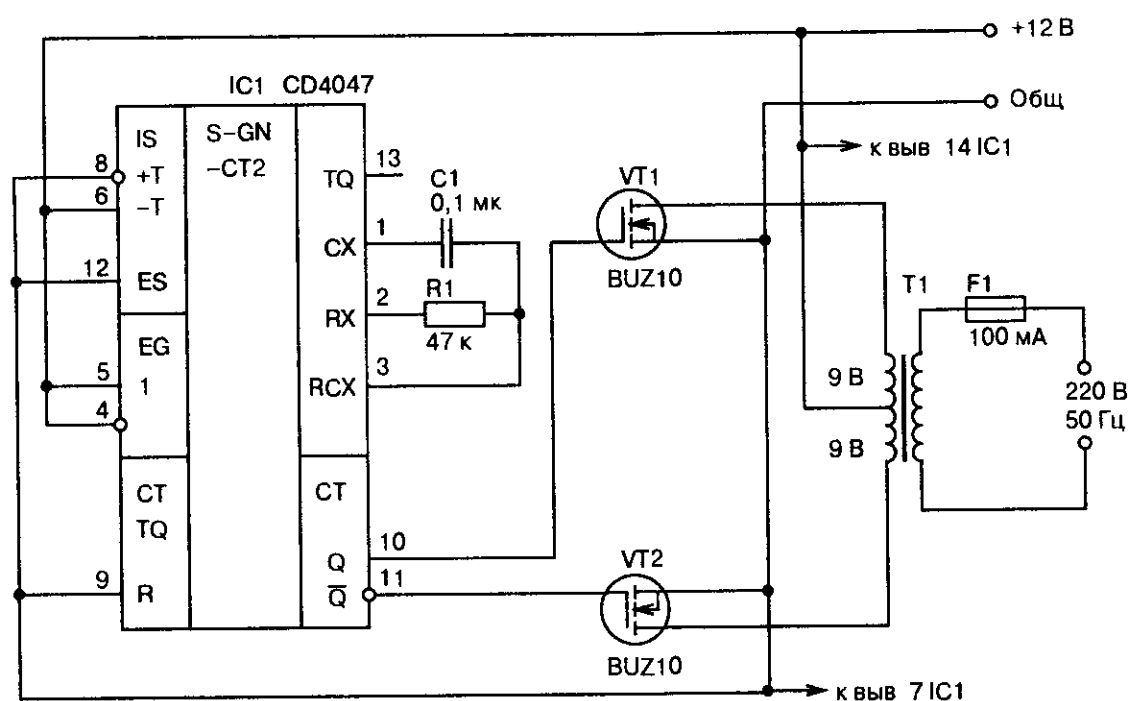 +12 В
IC1 CD4047
Общ
IS
S-GN
8
+T
-CT2
13
TQ
C1
0,1 мк
VT1
к выв 14 IC1
6
-T
1
CX
BUZ10
12
ES
R1
2
RX
47 к
T1
F1
100 мА
EG
3
5
1
RCX
9 В
220 В
4
50 Гц
9 В
CT
CT
TQ
10
Q
VT2
9
R
11
Q
BUZ10
к выв 7 IC1